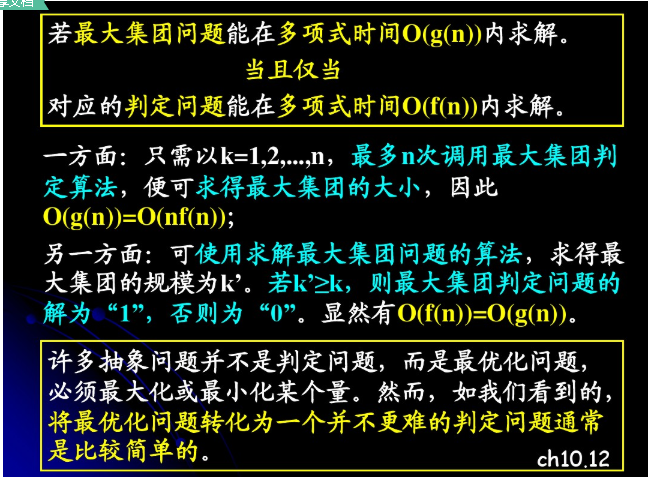 享文档
若最大集团问题能在多项式时间O(g(n))内求解。
当且仅当
对应的判定问题能在多项式时间O(f(n))内求解。
一方面：只需以k=1,2,...,n，最多n次调用最大集团判
定算法，便可求得最大集团的大小，因此
O(g(n))=O(nf(n));
另一方面：可使用求解最大集团问题的算法，求得最
大集团的规模为k’。若k’≥k，则最大集团判定问题的
解为“1”，否则为“0”。显然有O(f(n))=O(g(n))。
许多抽象问题并不是判定问题，而是最优化问题，
必须最大化或最小化某个量。然而，如我们看到的，
将最优化问题转化为一个并不更难的判定问题通常
是比较简单的。
ch10.12